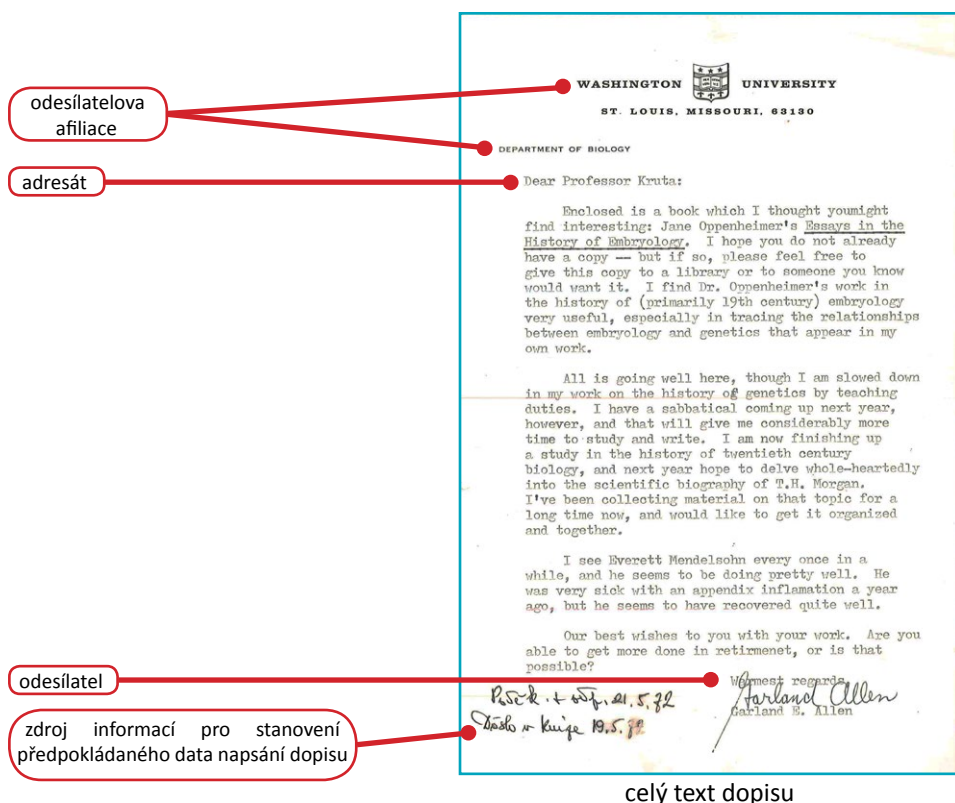 WASHINGTON UNIVERSITY
ST. LOUIS, MISSOURI, 63130
odesílatelova
afiliace
DEPARTMENT OF BIOLOGY
adresát
Dear Professor Kruta:
Enclosed is a book which I thought youmight
find interesting: Jane Oppenheimer's Essays in the
History of Embryology. I hope you do not already
have a copy — but if so, please feel free to
give this copy to a library or to someone you know
would want it. I find Dr. Oppenheimer's work in
the history of (primarily 19th century) embryology
very useful, especially in tracing the relationships
between embryology and genetics that appear in my
own work.
All is going well here, though I am slowed down
in my work on the history of genetics by teaching
duties. I have a sabbatical coming up next year,
however, and that will give me considerably more
time to study and write. I am now finishing up
a study in the history of twentieth century
biology, and next year hope to delve whole-heartedly
into the scientific biography of T.H. Morgan.
I've been collecting material on that topic for a
long time now, and would like to get it organized
and together.
I see Everett Mendelsohn every once in a
while, and he seems to be doing pretty well. He
was very sick with an appendix inflamation a year
ago, but he seems to have recovered quite well.
Our best wishes to you with your work. Are you
able to get more done in retirmenet, or is that
possible?
odesílatel
Warmest regards,
Garland Allen
Garland E. Allen
21.5.72
Došlo v knize 19.5.72
zdroj informací pro stanovení
předpokládaného data napsání dopisu
celý text dopisu